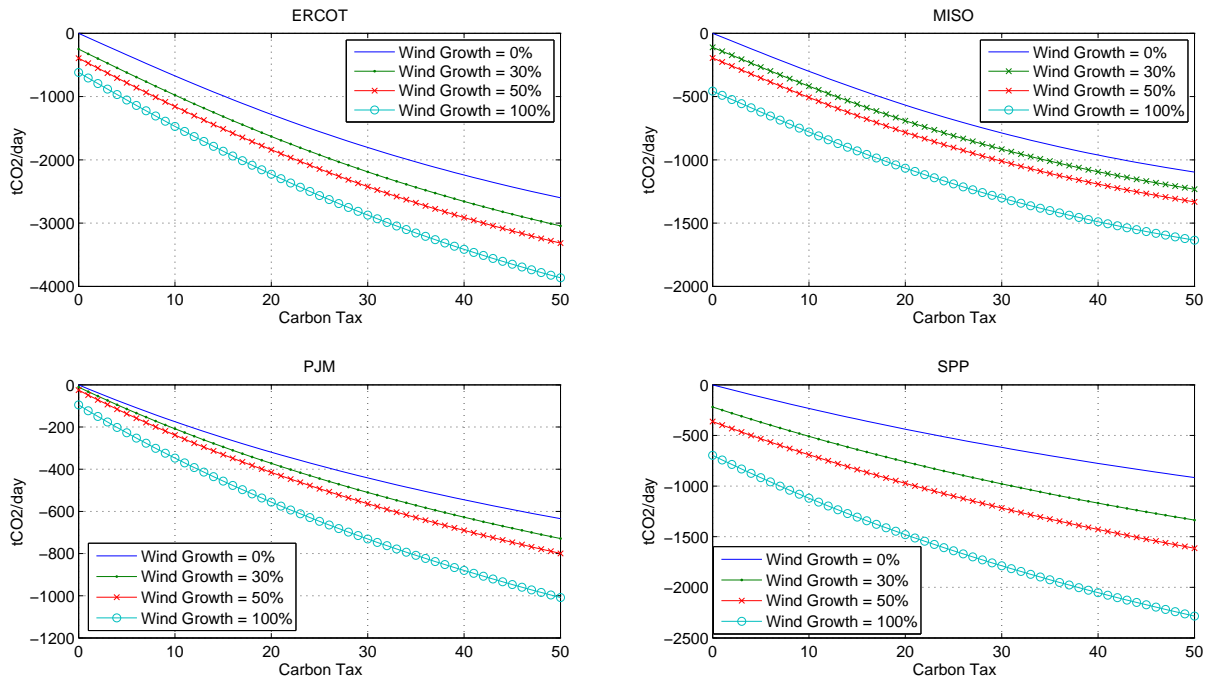 ERCOT
0
−1000
−2000
−3000
−4000
tCO2/day
Wind Growth = 0%
Wind Growth = 30%
Wind Growth = 50%
Wind Growth = 100%
0 10 20 30 40 50
Carbon Tax
MISO
0
−500
−1000
−1500
−2000
tCO2/day
Wind Growth = 0%
Wind Growth = 30%
Wind Growth = 50%
Wind Growth = 100%
0 10 20 30 40 50
Carbon Tax
PJM
0
−200
−400
−600
−800
−1000
−1200
tCO2/day
Wind Growth = 0%
Wind Growth = 30%
Wind Growth = 50%
Wind Growth = 100%
0 10 20 30 40 50
Carbon Tax
SPP
0
−500
−1000
−1500
−2000
−2500
tCO2/day
Wind Growth = 0%
Wind Growth = 30%
Wind Growth = 50%
Wind Growth = 100%
0 10 20 30 40 50
Carbon Tax